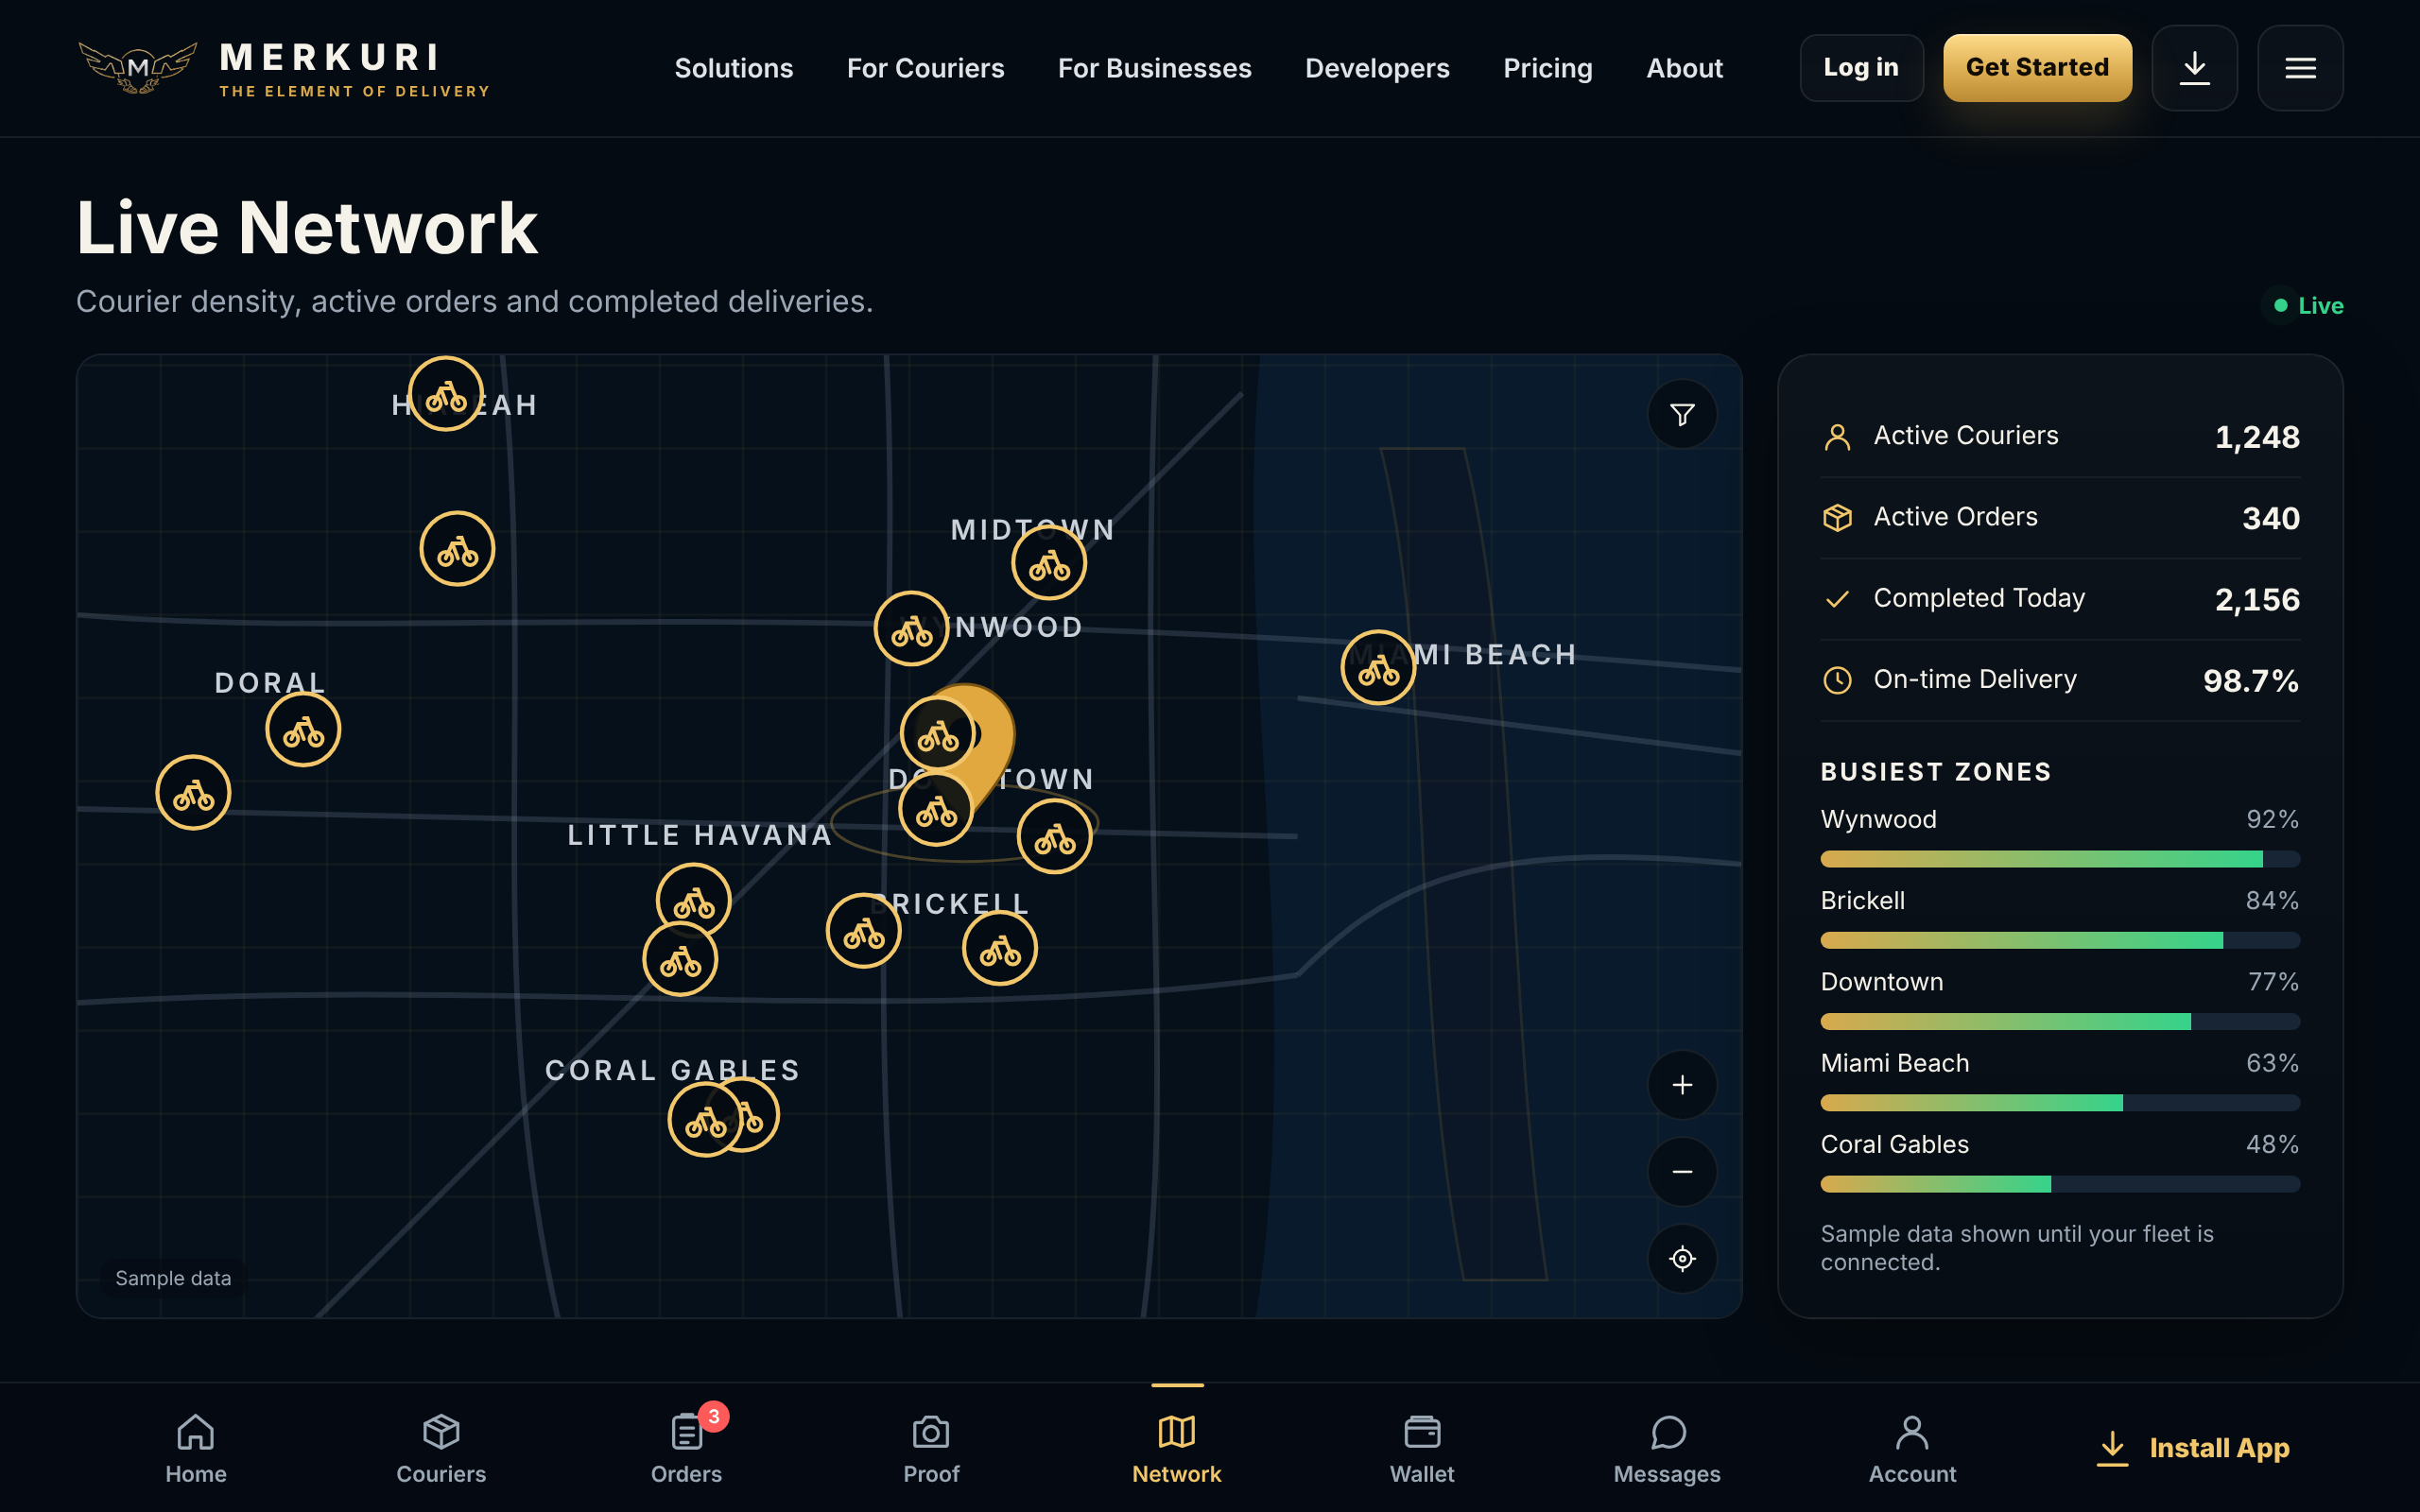 M
MERKURI
THE ELEMENT OF DELIVERY
Solutions
For Couriers
For Businesses
Developers
Pricing
About
Log in
Get Started
Live Network
Courier density, active orders and completed deliveries.
Live
MIDTOWN
NWOOD
MI BEACH
DORAL
LITTLE HAVANA
BRICKELL
CORAL GABLES
Sample data
Active Couriers 1,248
Active Orders 340
Completed Today 2,156
On-time Delivery 98.7%
BUSIEST ZONES
Wynwood 92%
Brickell 84%
Downtown 77%
Miami Beach 63%
Coral Gables 48%
Sample data shown until your fleet is
connected.
Home
Couriers
3
Orders
Proof
Network
Wallet
Messages
Account
Install App